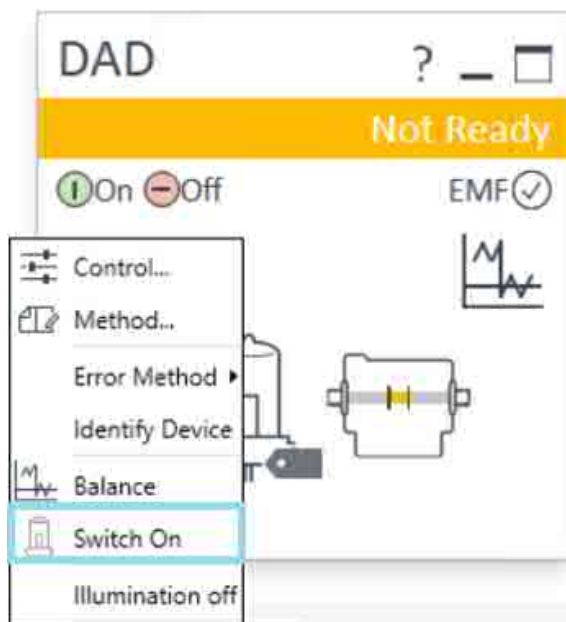 DAD ?
Not Ready
On Off EMF
Control...
Method...
Error Method
Identify Device
Balance
Switch On
Illumination off